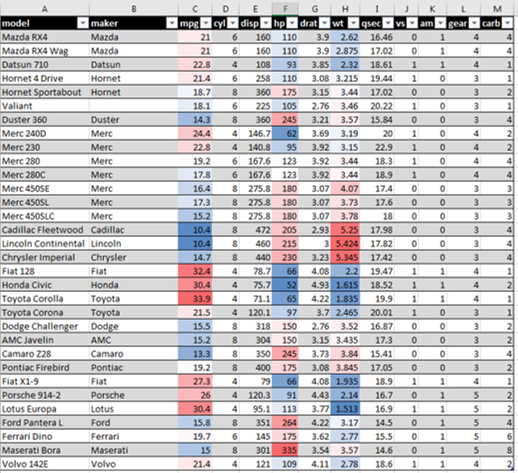 A B C D E F G H I J K L M
model maker mpg cyl disp hp drat wt qsec vs am gear carb
Mazda RX4 Mazda 21 6 160 110 3.9 2.62 16.46 0 1 4 4
Mazda RX4 Wag Mazda 21 6 160 110 3.9 2.875 17.02 0 1 4 4
Datsun 710 Datsun 22.8 4 108 93 3.85 2.32 18.61 1 1 4 1
Hornet 4 Drive Hornet 21.4 6 258 110 3.08 3.215 19.44 1 0 3 1
Hornet Sportabout Hornet 18.7 8 360 175 3.15 3.44 17.02 0 0 3 2
Valiant 18.1 6 225 105 2.76 3.46 20.22 1 0 3 1
Duster 360 Duster 14.3 8 360 245 3.21 3.57 15.84 0 0 3 4
Merc 240D Merc 24.4 4 146.7 62 3.69 3.19 20 1 0 4 2
Merc 230 Merc 22.8 4 140.8 95 3.92 3.15 22.9 1 0 4 2
Merc 280 Merc 19.2 6 167.6 123 3.92 3.44 18.3 1 0 4 4
Merc 280C Merc 17.8 6 167.6 123 3.92 3.44 18.9 1 0 4 4
Merc 450SE Merc 16.4 8 275.8 180 3.07 4.07 17.4 0 0 3 3
Merc 450SL Merc 17.3 8 275.8 180 3.07 3.73 17.6 0 0 3 3
Merc 450SLC Merc 15.2 8 275.8 180 3.07 3.78 18 0 0 3 3
Cadillac Fleetwood Cadillac 10.4 8 472 205 2.93 5.25 17.98 0 0 3 4
Lincoln Continental Lincoln 10.4 8 460 215 3 5.424 17.82 0 0 3 4
Chrysler Imperial Chrysler 14.7 8 440 230 3.23 5.345 17.42 0 0 3 4
Fiat 128 Fiat 32.4 4 78.7 66 4.08 2.2 19.47 1 1 4 1
Honda Civic Honda 30.4 4 75.7 52 4.93 1.615 18.52 1 1 4 2
Toyota Corolla Toyota 33.9 4 71.1 65 4.22 1.835 19.9 1 1 4 1
Toyota Corona Toyota 21.5 4 120.1 97 3.7 2.465 20.01 1 0 3 1
Dodge Challenger Dodge 15.5 8 318 150 2.76 3.52 16.87 0 0 3 2
AMC Javelin AMC 15.2 8 304 150 3.15 3.435 17.3 0 0 3 2
Camaro Z28 Camaro 13.3 8 350 245 3.73 3.84 15.41 0 0 3 4
Pontiac Firebird Pontiac 19.2 8 400 175 3.08 3.845 17.05 0 0 3 2
Fiat X1-9 Fiat 27.3 4 79 66 4.08 1.935 18.9 1 1 4 1
Porsche 914-2 Porsche 26 4 120.3 91 4.43 2.14 16.7 0 1 5 2
Lotus Europa Lotus 30.4 4 95.1 113 3.77 1.513 16.9 1 1 5 2
Ford Pantera L Ford 15.8 8 351 264 4.22 3.17 14.5 0 1 5 4
Ferrari Dino Ferrari 19.7 6 145 175 3.62 2.77 15.5 0 1 5 6
Maserati Bora Maserati 15 8 301 335 3.54 3.57 14.6 0 1 5 8
Volvo 142E Volvo 21.4 4 121 109 4.11 2.78 18.6 1 1 4 2